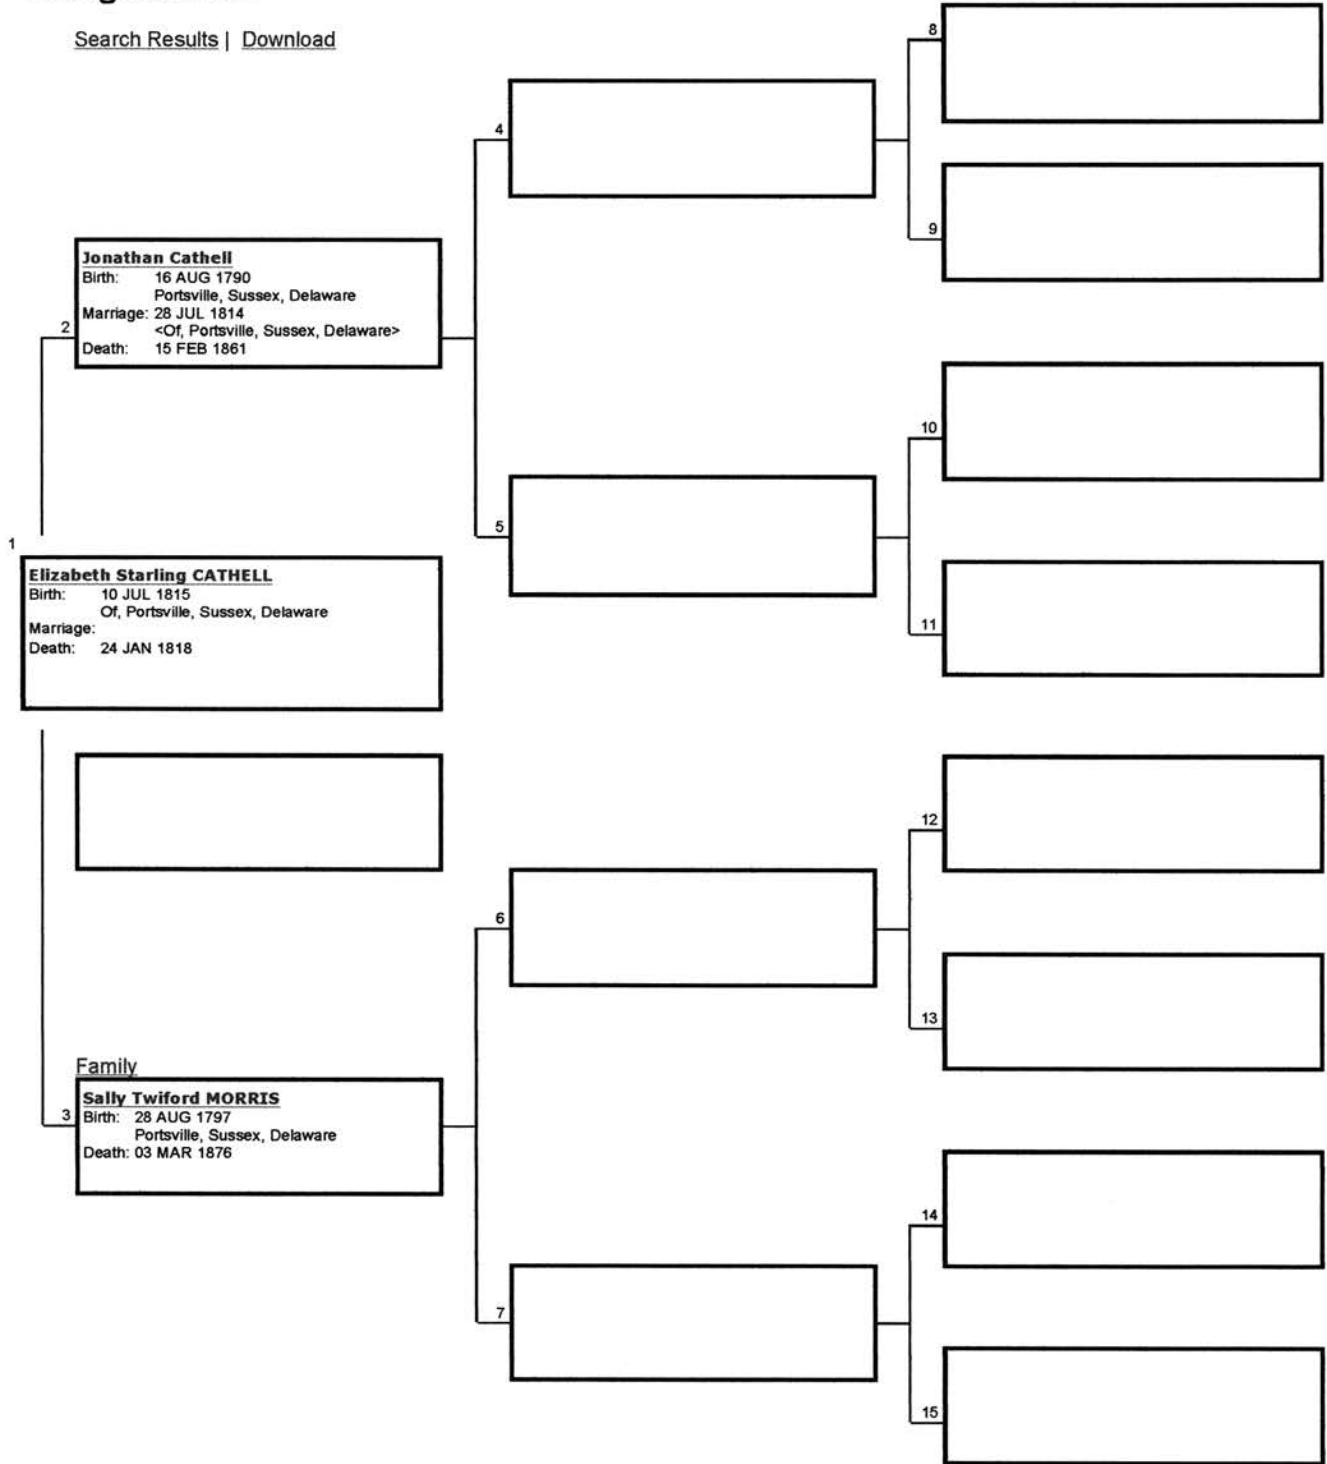 Search Results | Download
8
4
9
Jonathan Cathell
Birth: 16 AUG 1790
Portsville, Sussex, Delaware
Marriage: 28 JUL 1814
<Of, Portsville, Sussex, Delaware>
Death: 15 FEB 1861
2
10
5
1
Elizabeth Starling CATHELL
Birth: 10 JUL 1815
Of, Portsville, Sussex, Delaware
Marriage:
Death: 24 JAN 1818
11
12
6
13
Family
Sally Twiford MORRIS
Birth: 28 AUG 1797
Portsville, Sussex, Delaware
Death: 03 MAR 1876
3
14
7
15